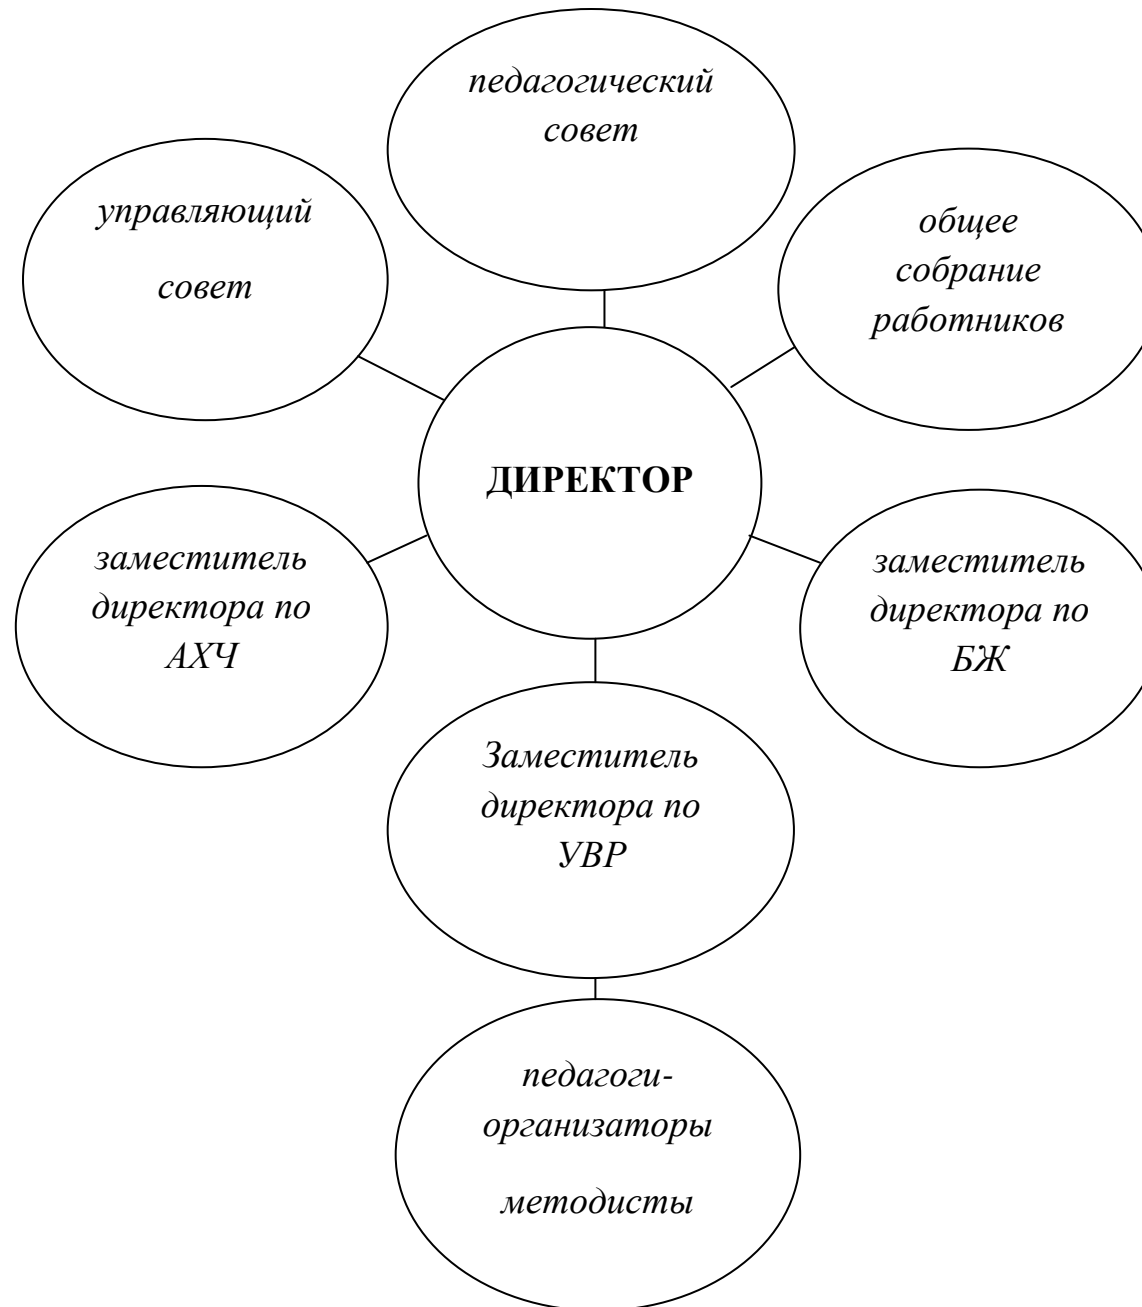 педагогический
совет
управляющий
совет
общее
собрание
работников
ДИРЕКТОР
заместитель
директора по
АХЧ
заместитель
директора по
БЖ
Заместитель
директора по
УВР
педагоги-
организаторы
методисты